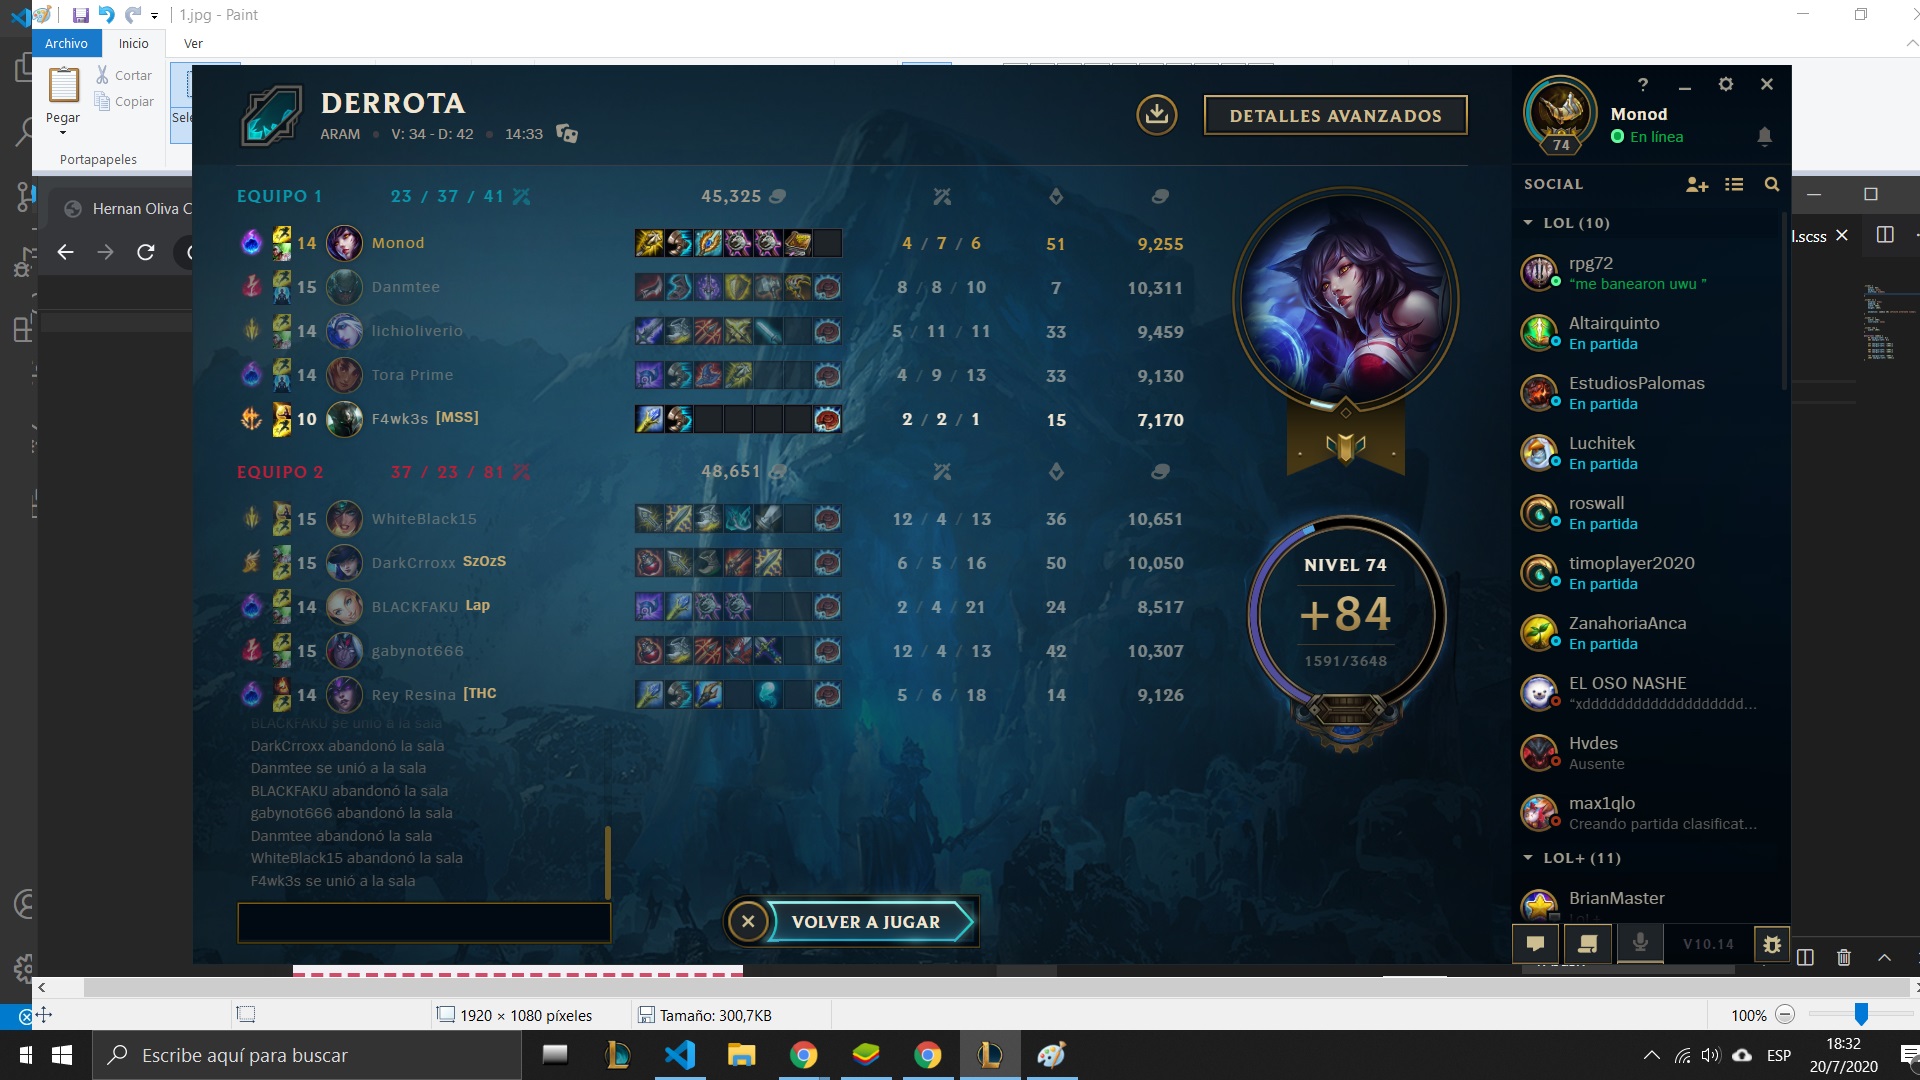 1.jpg - Paint
Archivo
Inicio
Ver
Pegar
Cortar
Copiar
Portapapeles
Hernan Oliva
DERROTA
ARAM • V: 34 - D: 42 • 14:33
DETALLES AVANZADOS
EQUIPO 1 23 / 37 / 41 45,325
14 Monod 4 / 7 / 6 51 9,255
15 Danmtee 8 / 8 / 10 7 10,311
14 lichioliverio 5 / 11 / 11 33 9,459
14 Tora Prime 4 / 9 / 13 33 9,130
10 F4wk3s [MSS] 2 / 2 / 1 15 7,170
EQUIPO 2 37 / 23 / 81 48,651
15 WhiteBlack15 12 / 4 / 13 36 10,651
15 DarkCrroxx SzOzS 6 / 5 / 16 50 10,050
14 BLACKFAKU Lap 2 / 4 / 21 24 8,517
15 gabynot666 12 / 4 / 13 42 10,307
14 Rey Resina [THC 5 / 6 / 18 14 9,126
BLACKFAKU se unió a la sala
DarkCrroxx abandonó la sala
Danmtee se unió a la sala
BLACKFAKU abandonó la sala
gabynot666 abandonó la sala
Danmtee abandonó la sala
WhiteBlack15 abandonó la sala
F4wk3s se unió a la sala
VOLVER A JUGAR
NIVEL 74
+84
1591/3648
74
Monod
En línea
SOCIAL
LOL (10)
rpg72
“me banearon uwu ”
Altairquinto
En partida
EstudiosPalomas
En partida
Luchitek
En partida
roswall
En partida
timoplayer2020
En partida
ZanahoriaAnca
En partida
EL OSO NASHE
“xddddddddddddddddddd...
Hvdes
Ausente
max1qlo
Creando partida clasificat...
LOL+ (11)
BrianMaster
V10.14
l.scss
1920 × 1080 píxeles
Tamaño: 300,7KB
100%
Escribe aquí para buscar
ESP
18:32
20/7/2020